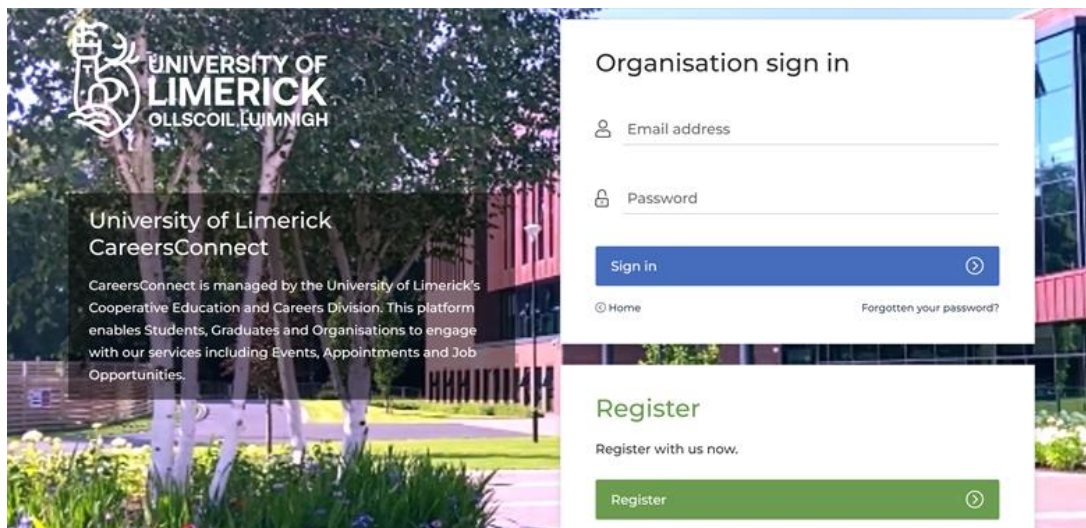 UNIVERSITY OF
LIMERICK
OLLSCOIL LUIMNIGH
University of Limerick
CareersConnect
CareersConnect is managed by the University of Limerick's
Cooperative Education and Careers Division. This platform
enables Students, Graduates and Organisations to engage
with our services including Events, Appointments and Job
Opportunities.
Organisation sign in
Email address
Password
Sign in
Home
Forgotten your password?
Register
Register with us now.
Register